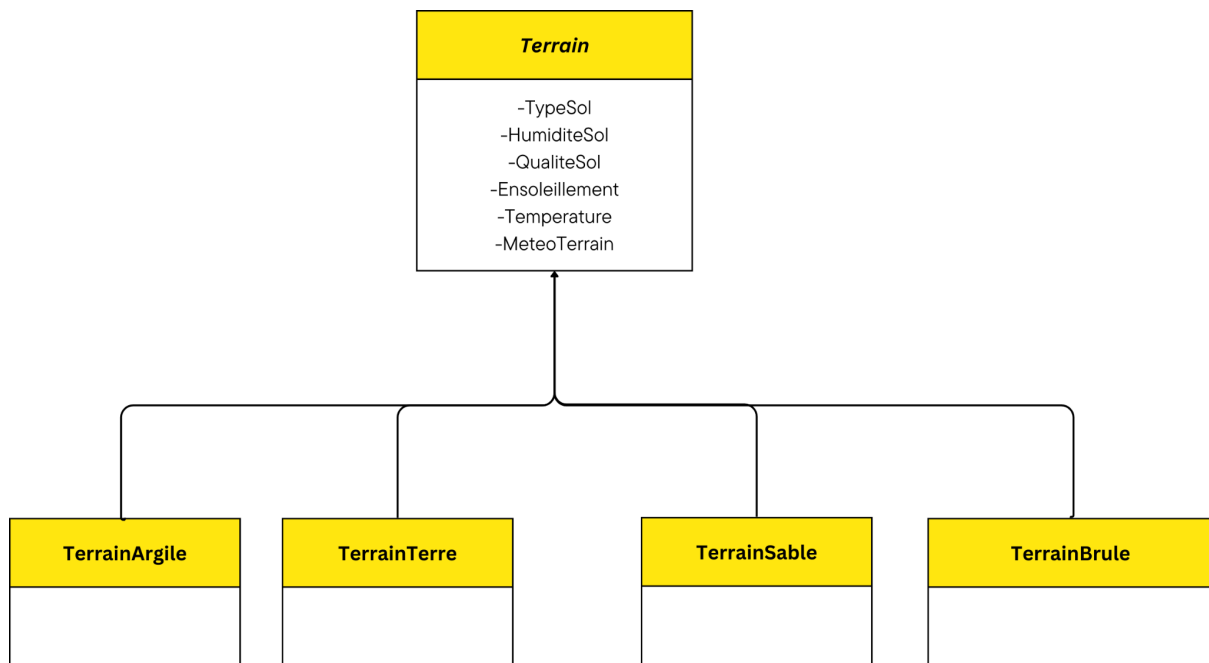 Terrain
-TypeSol
-HumiditeSol
-QualiteSol
-Ensoleillement
-Temperature
-MeteoTerrain
TerrainArgile
TerrainTerre
TerrainSable
TerrainBrule